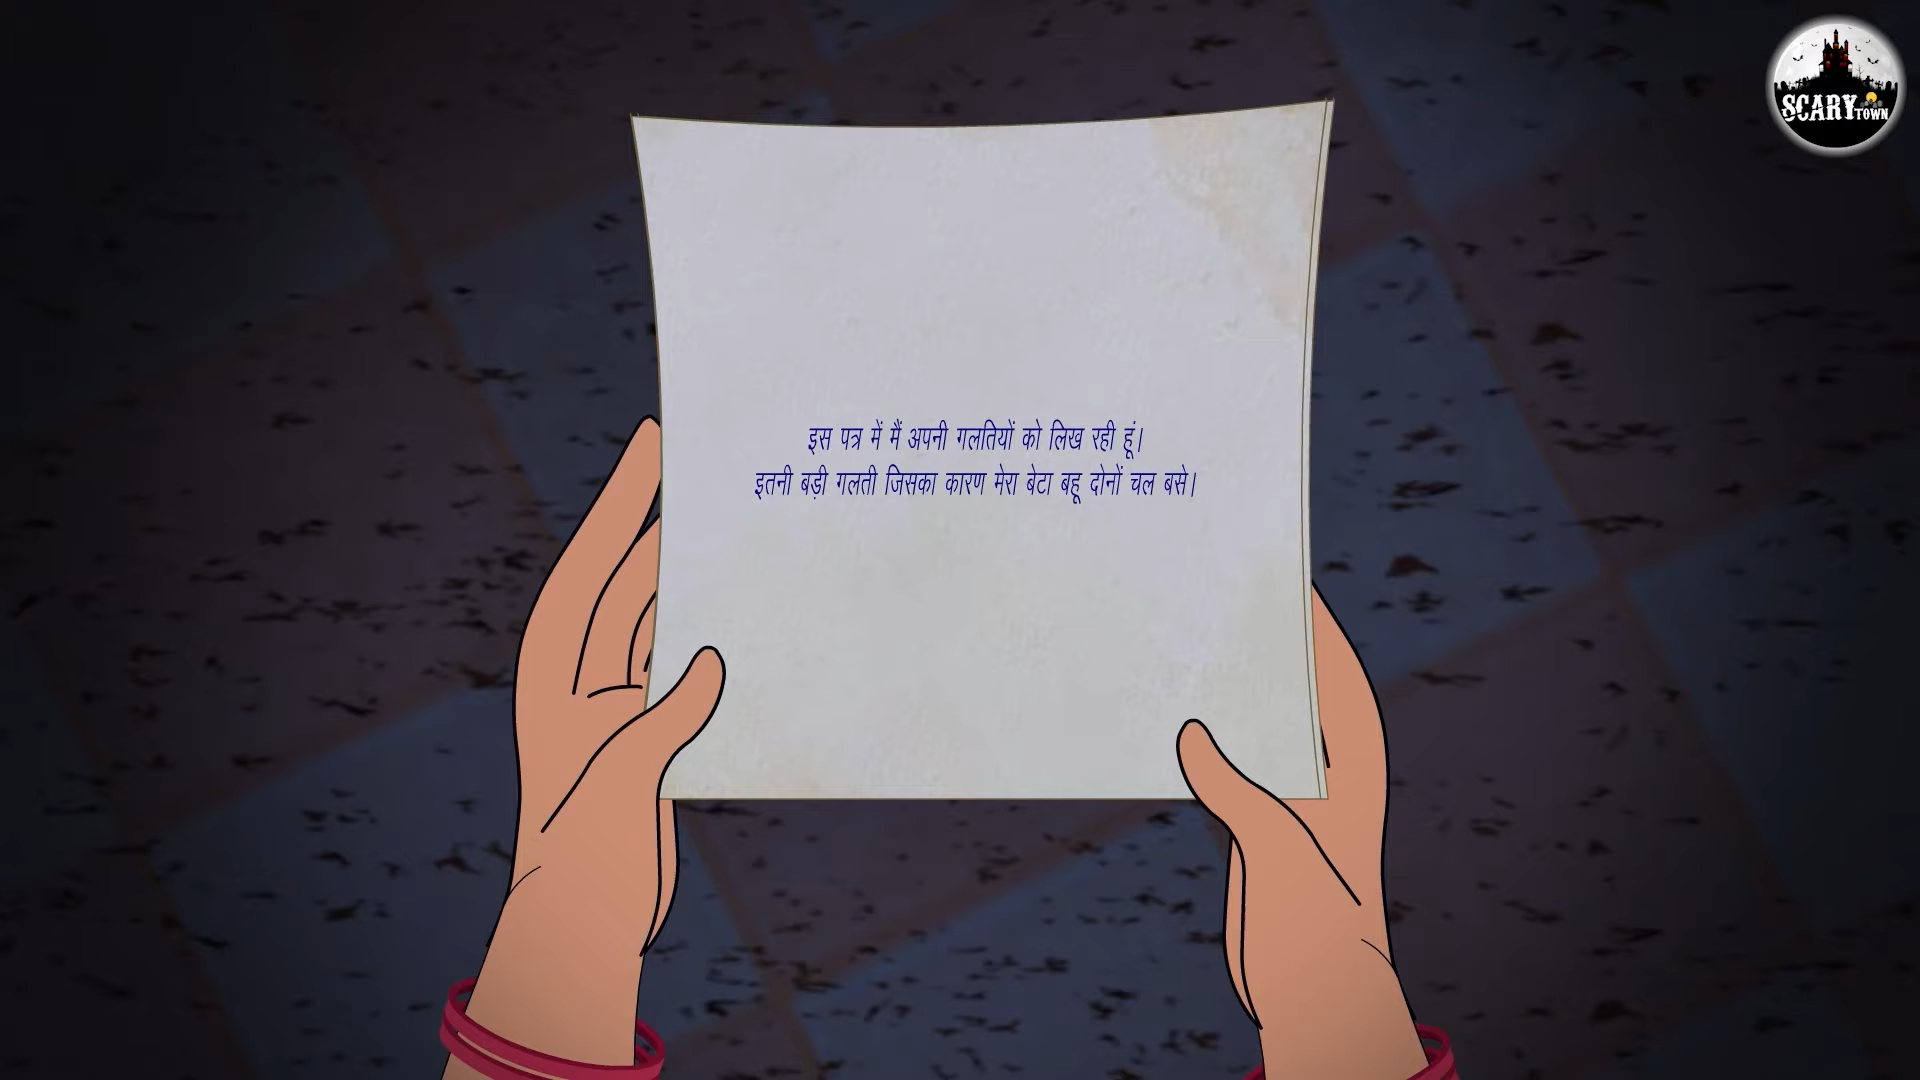 SCARY TOWN
इस पत्र में मैं अपनी गलतियों को लिख रही हूं।
इतनी बड़ी गलती जिसका कारण मेरा बेटा बहू दोनों चल बसे।